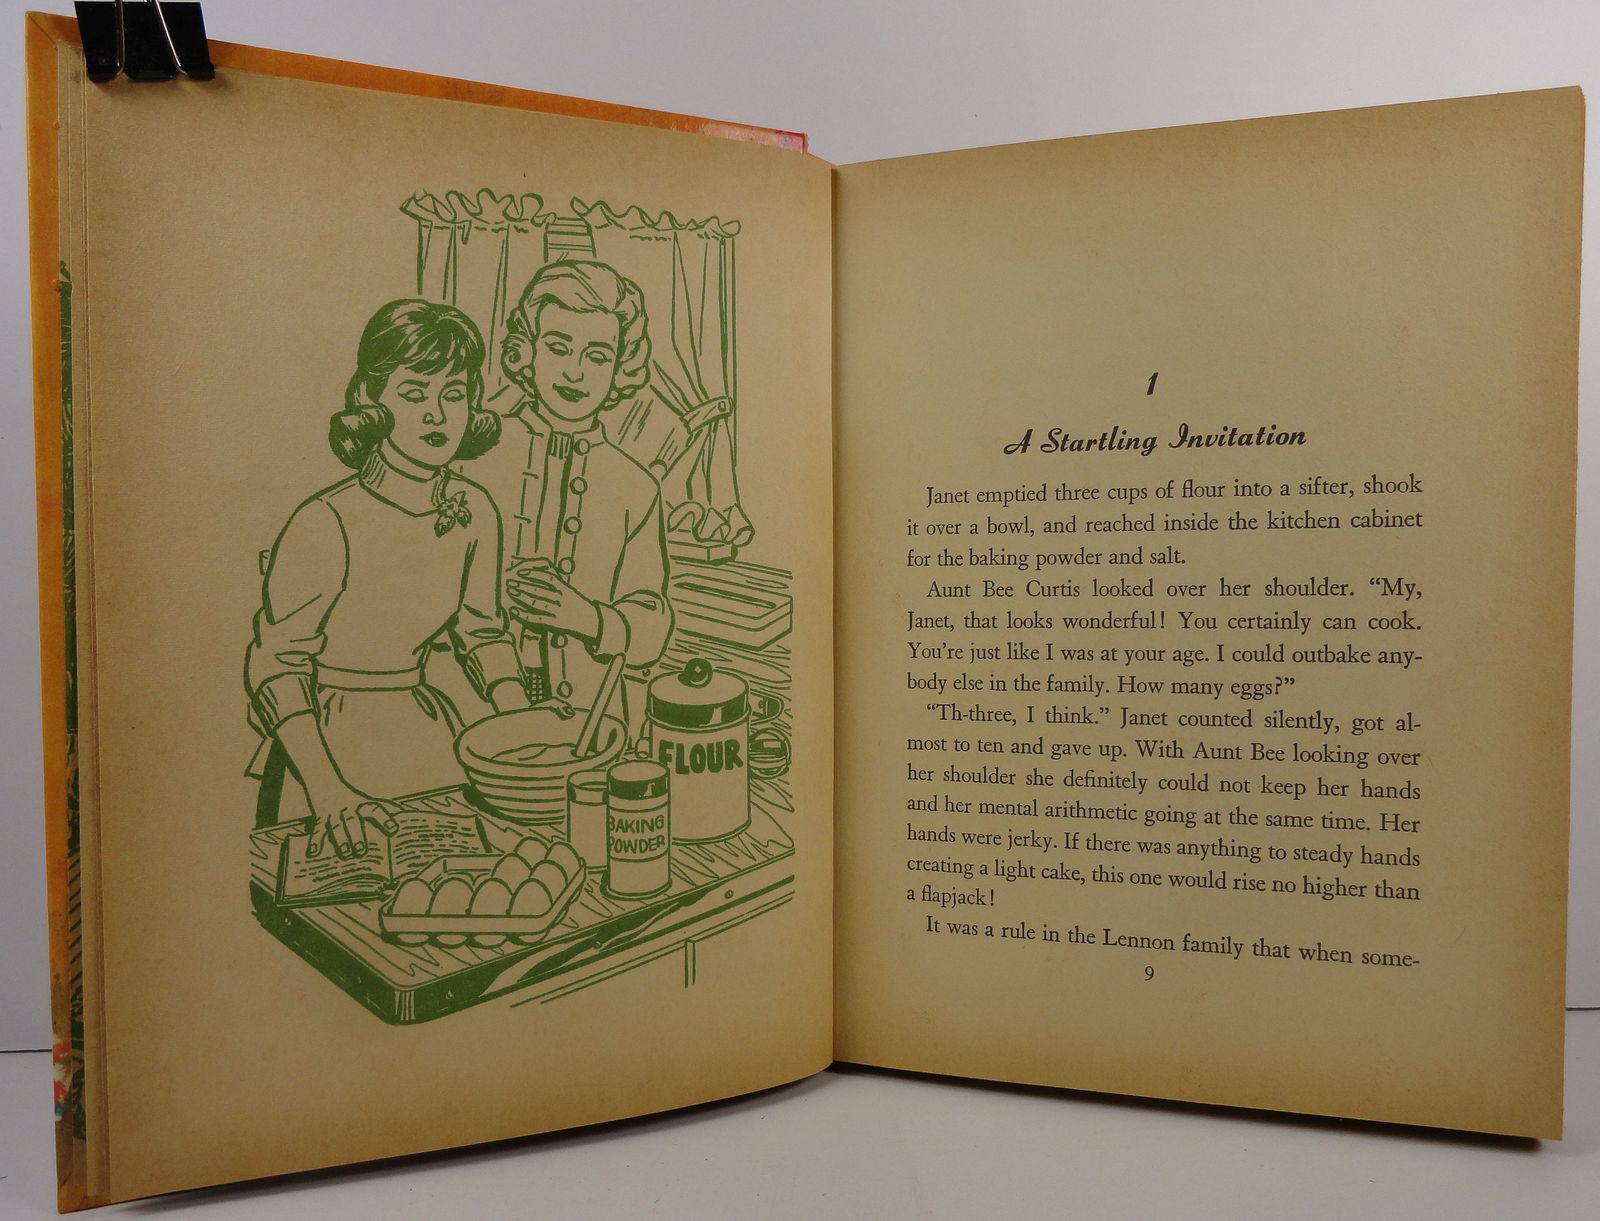 FLOUR
BAKING
POWDER
1
A Startling Invitation
Janet emptied three cups of flour into a sifter, shook
it over a bowl, and reached inside the kitchen cabinet
for the baking powder and salt.
Aunt Bee Curtis looked over her shoulder. “My,
Janet, that looks wonderful! You certainly can cook.
You’re just like I was at your age. I could outbake any-
body else in the family. How many eggs?”
“Th-three, I think.” Janet counted silently, got al-
most to ten and gave up. With Aunt Bee looking over
her shoulder she definitely could not keep her hands
and her mental arithmetic going at the same time. Her
hands were jerky. If there was anything to steady hands
creating a light cake, this one would rise no higher than
a flapjack!
It was a rule in the Lennon family that when some-
9